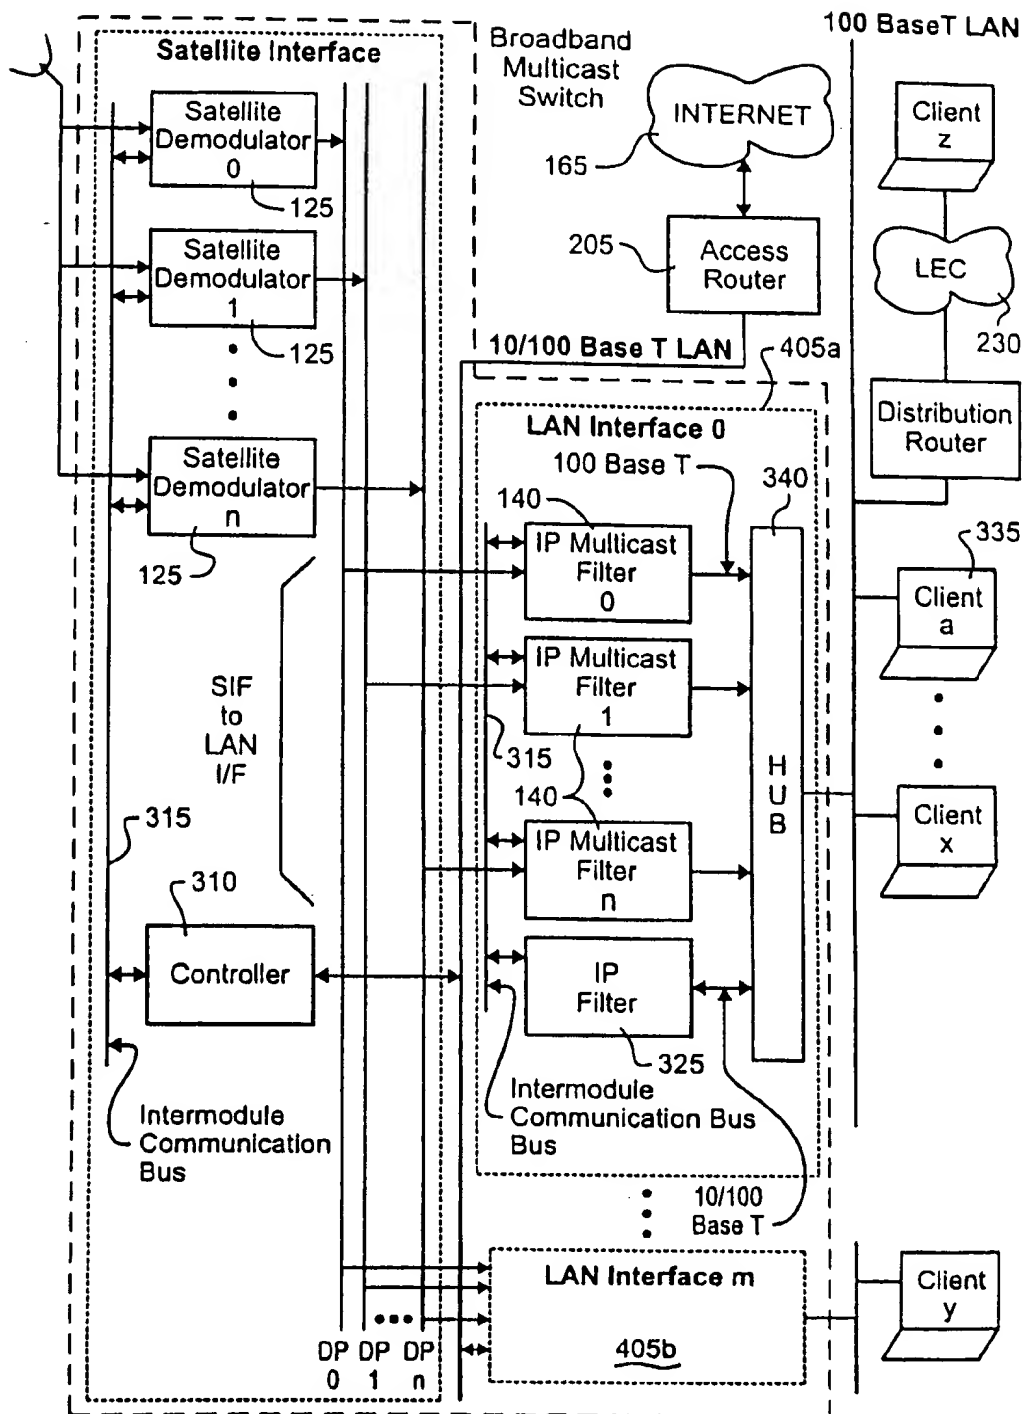 100 BaseT LAN
Satellite Interface
Broadband
Multicast
Switch
Satellite
Demodulator
0
125
Satellite
Demodulator
1
125
Satellite
Demodulator
n
125
INTERNET
165
205
Access
Router
10/100 Base T LAN
405a
Client
z
LEC
230
Distribution
Router
LAN Interface 0
100 Base T
340
140
IP Multicast
Filter
0
IP Multicast
Filter
1
315
140
IP Multicast
Filter
n
IP
Filter
325
H
U
B
335
Client
a
Client
x
SIF
to
LAN
I/F
315
310
Controller
Intermodule
Communication
Bus
Intermodule
Communication Bus
Bus
10/100
Base T
LAN Interface m
405b
Client
y
DP DP DP
0 1 n